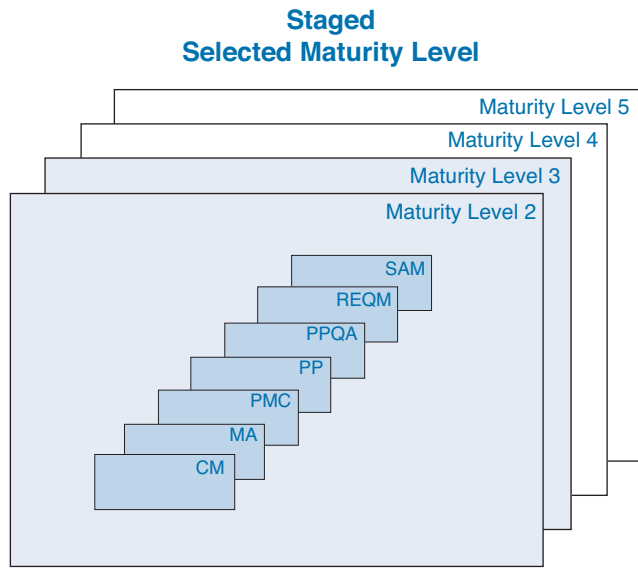 Staged
Selected Maturity Level
Maturity Level 5
Maturity Level 4
Maturity Level 3
Maturity Level 2
SAM
REQM
PPQA
PP
PMC
MA
CM